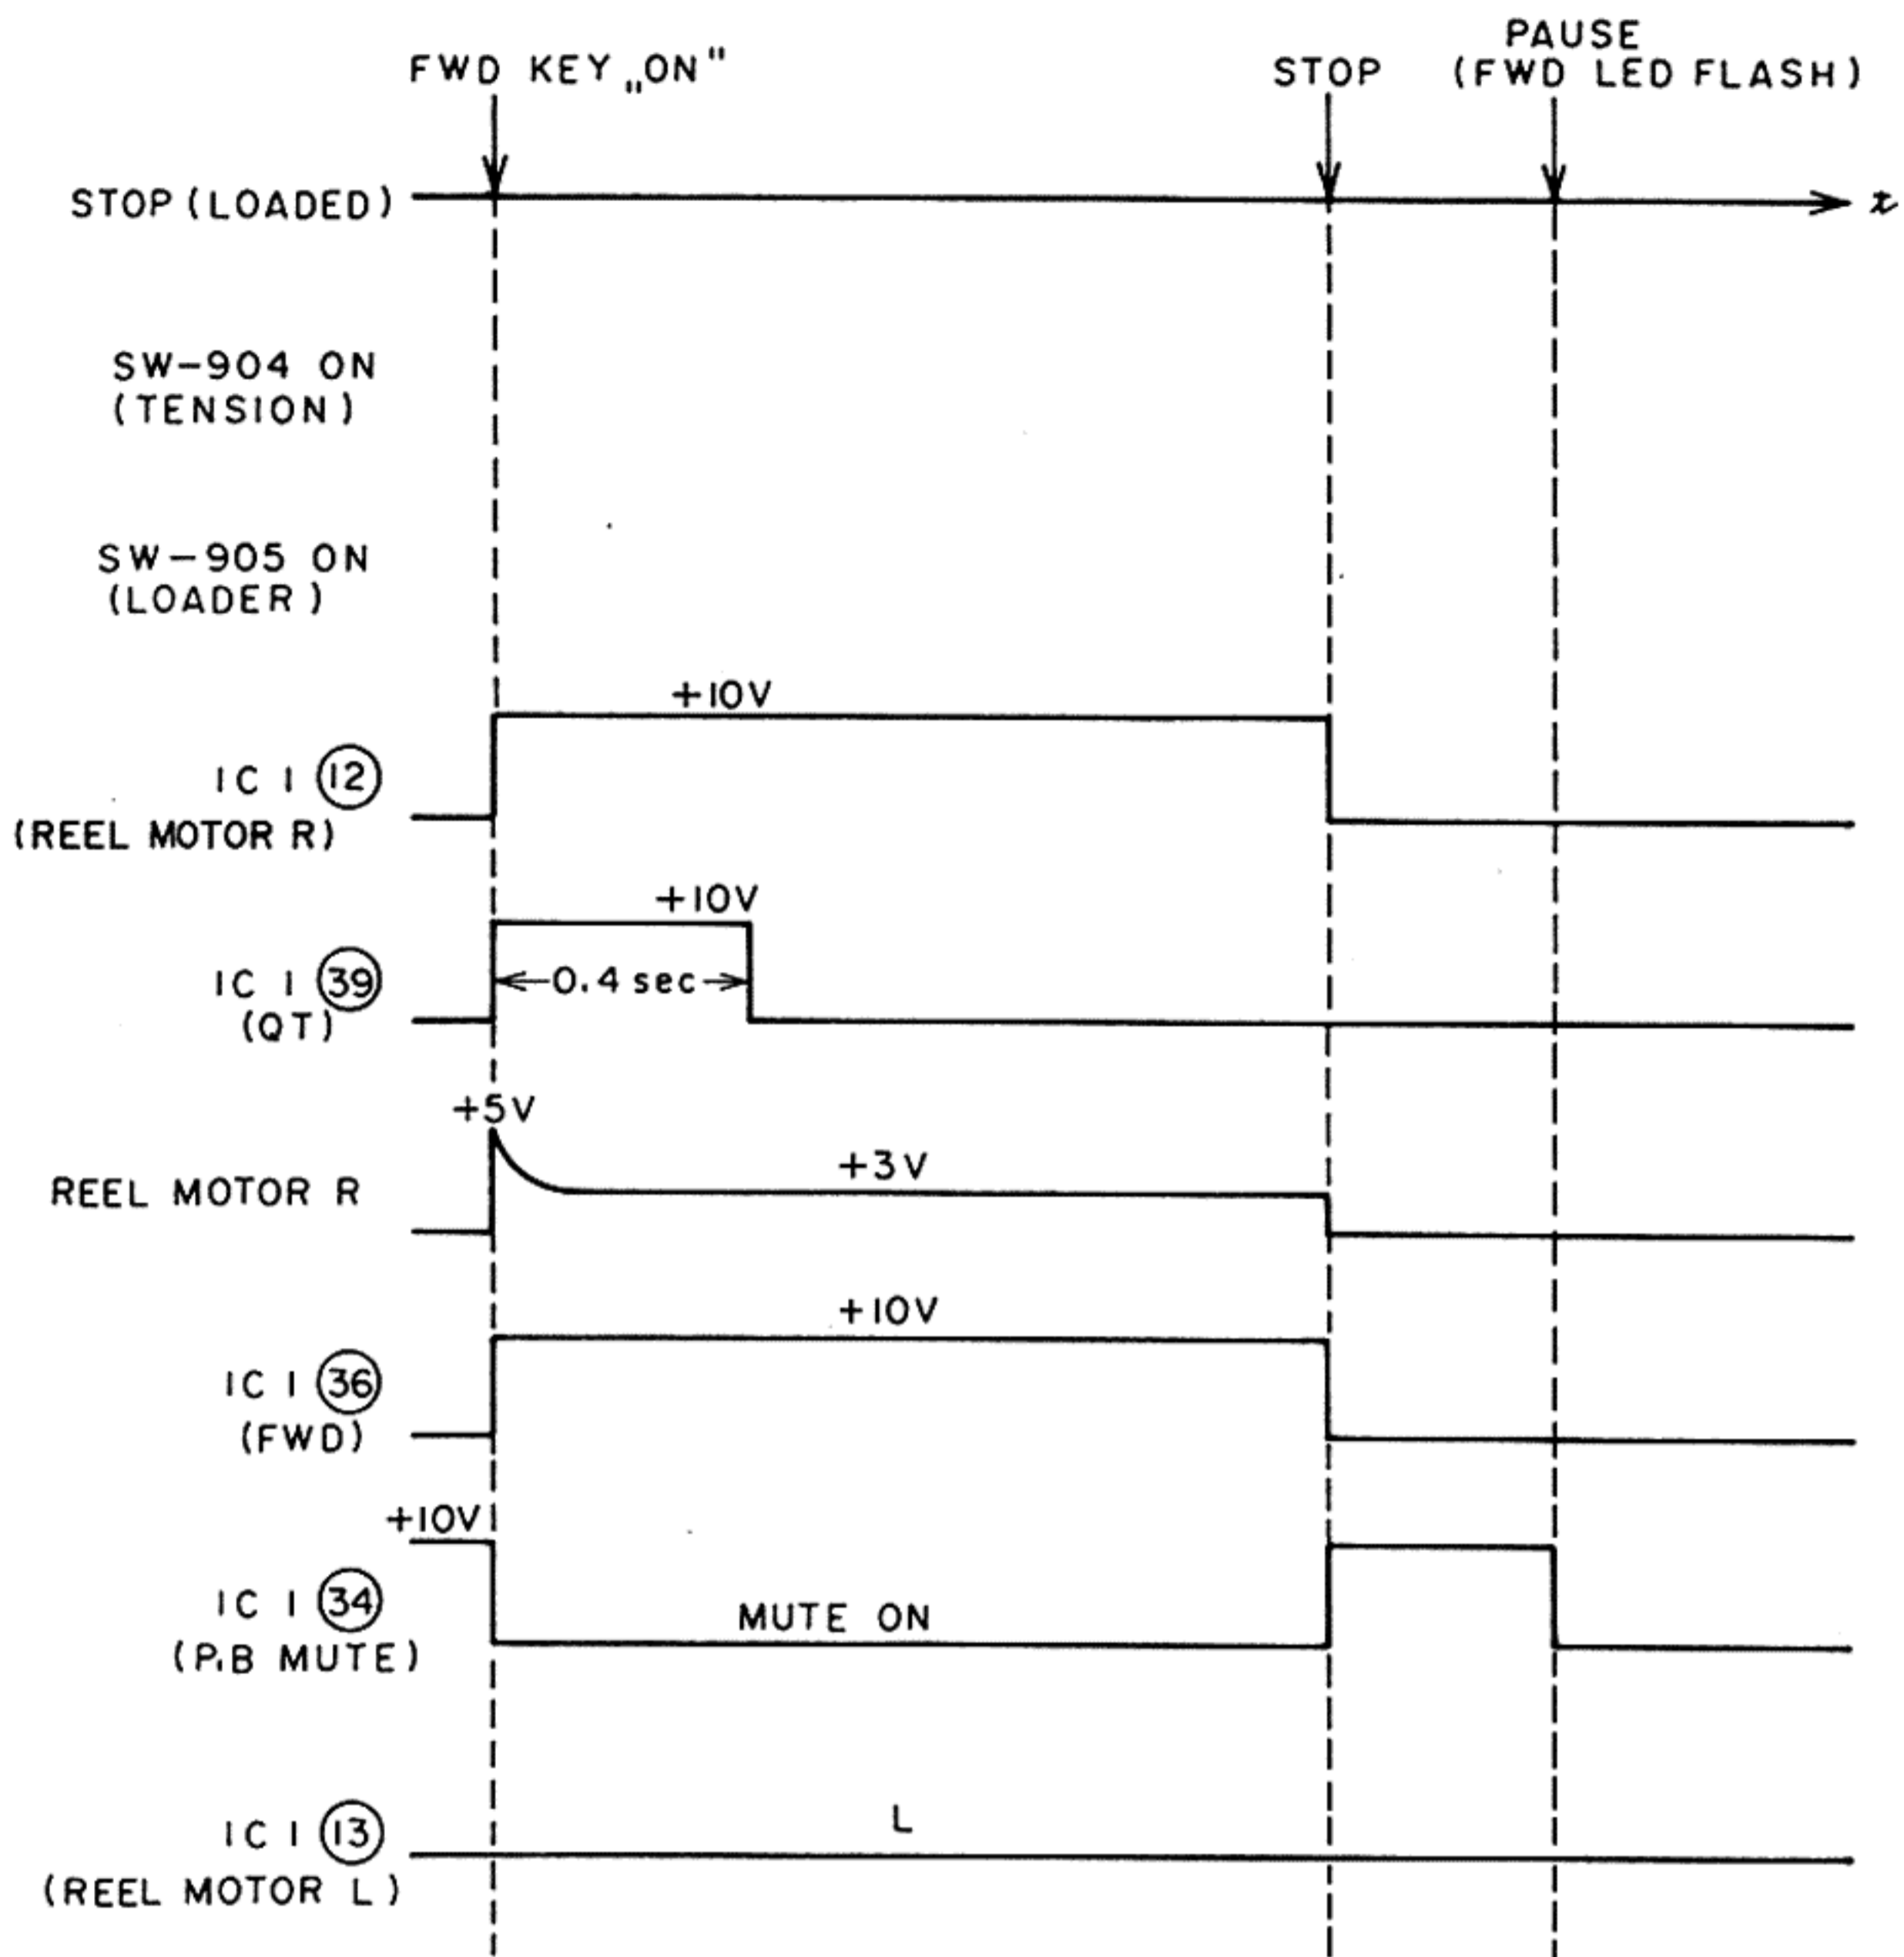 FWD KEY „ON"
STOP
PAUSE
(FWD LED FLASH)
STOP (LOADED)
t
SW-904 ON
(TENSION)
SW-905 ON
(LOADER)
+10V
IC 1 12
(REEL MOTOR R)
+10V
IC 1 39
0.4 sec
(QT)
+5V
+3V
REEL MOTOR R
+10V
IC 1 36
(FWD)
+10V
IC 1 34
MUTE ON
(P.B MUTE)
L
IC 1 13
(REEL MOTOR L)